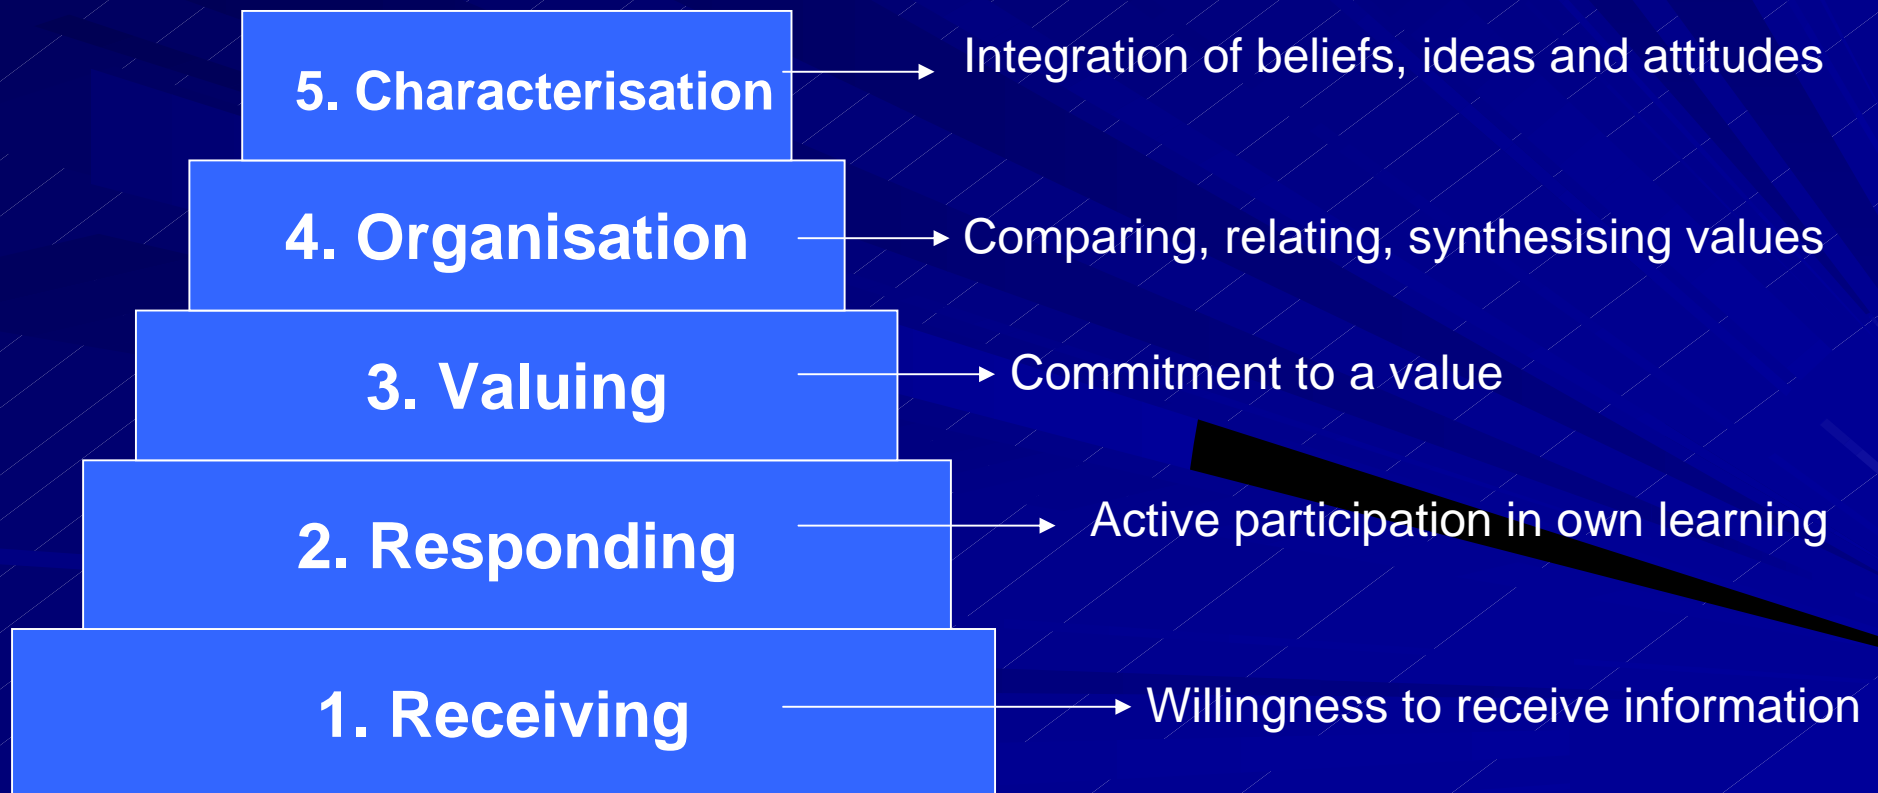 5. Characterisation
Integration of beliefs, ideas and attitudes
4. Organisation
Comparing, relating, synthesising values
3. Valuing
Commitment to a value
2. Responding
Active participation in own learning
1. Receiving
Willingness to receive information